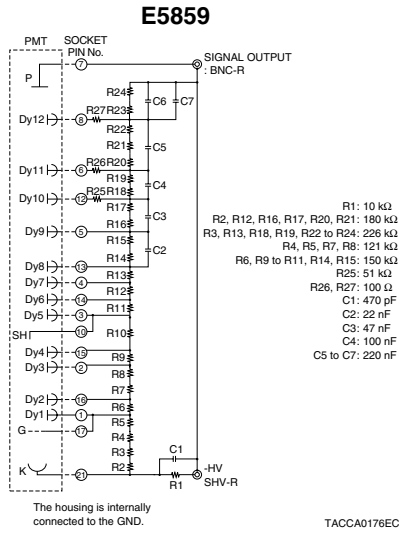 E5859
PMT
SOCKET
PIN No.
SIGNAL OUTPUT
: BNC-R
7
P
R24
C6
C7
R27R23
Dy12
8
R22
R21
C5
R26R20
Dy11
6
R19
C4
R25R18
Dy10
12
R17
C3
R16
Dy9
5
R15
C2
R14
Dy8
13
R13
Dy7
4
R12
Dy6
14
R11
Dy5
3
SH
10
R10
Dy4
15
R9
Dy3
2
R8
R7
Dy2
16
R6
Dy1
1
R5
G
17
R4
R3
C1
K
R2
21
R1
-HV
SHV-R
R1: 10 kΩ
R2, R12, R16, R17, R20, R21: 180 kΩ
R3, R13, R18, R19, R22 to R24: 226 kΩ
R4, R5, R7, R8: 121 kΩ
R6, R9 to R11, R14, R15: 150 kΩ
R25: 51 kΩ
R26, R27: 100 Ω
C1: 470 pF
C2: 22 nF
C3: 47 nF
C4: 100 nF
C5 to C7: 220 nF
The housing is internally
connected to the GND.
TACCA0176EC